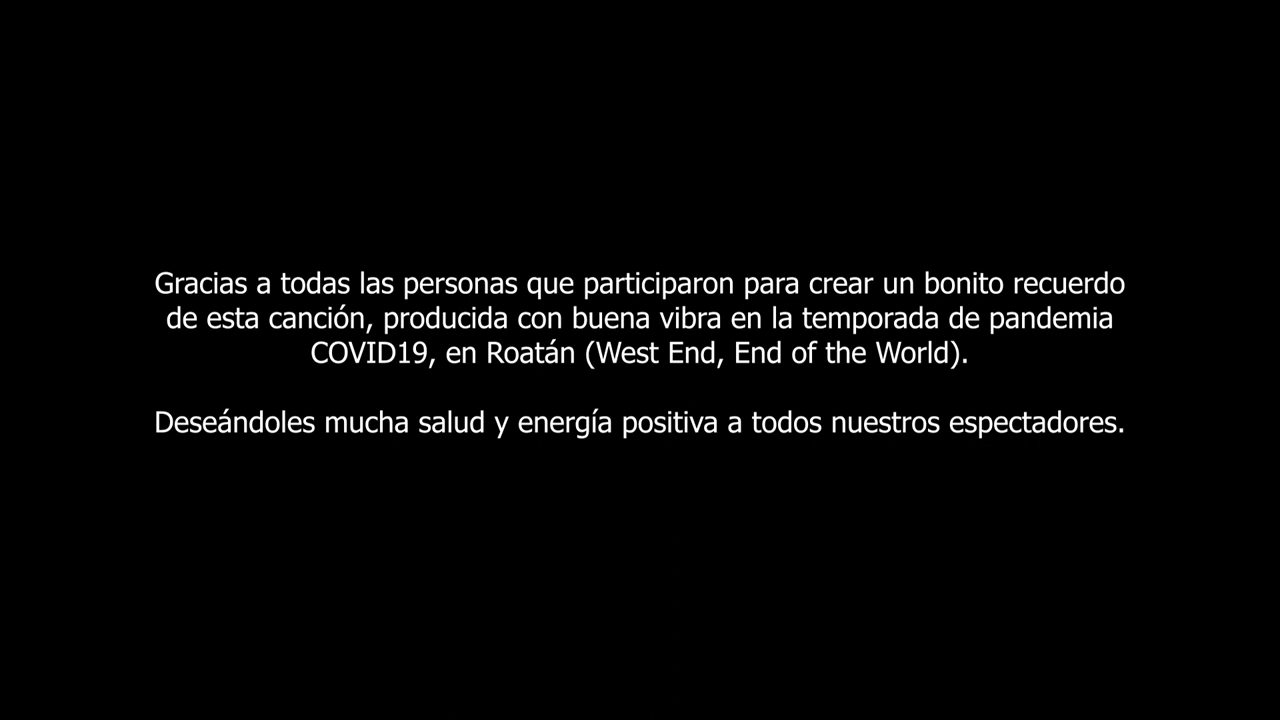 Gracias a todas las personas que participaron para crear un bonito recuerdo
de esta canción, producida con buena vibra en la temporada de pandemia
COVID19, en Roatán (West End, End of the World).
Deseándoles mucha salud y energía positiva a todos nuestros espectadores.